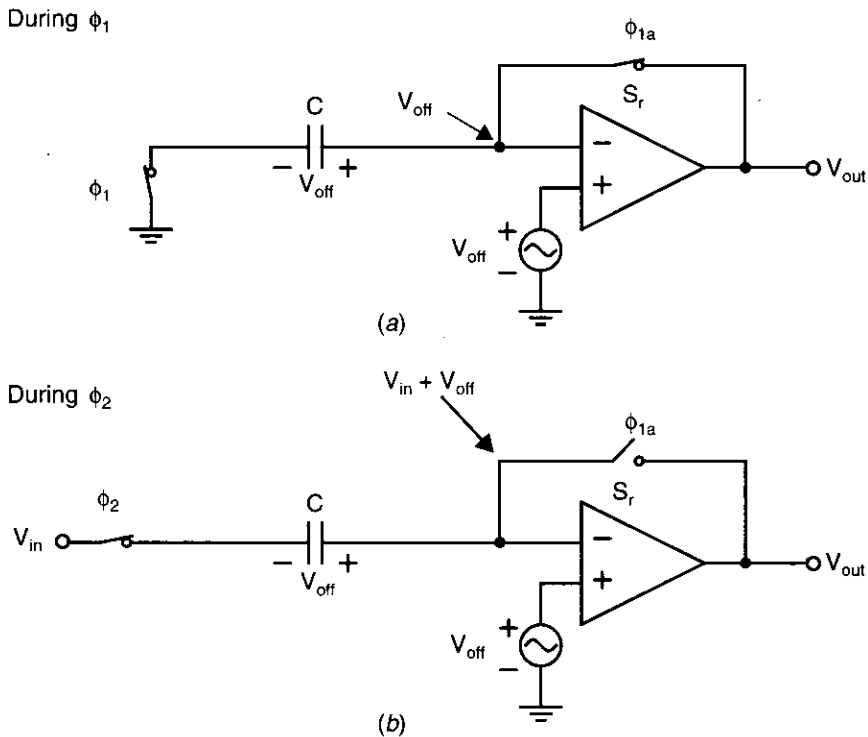 During ϕ1
ϕ1a
Sr
C
Voff
− +
Voff
ϕ1
−
+
Vout
Voff
+
−
(a)
During ϕ2
Vin + Voff
ϕ1a
ϕ2
C
Sr
Vin
− +
Voff
−
+
Vout
Voff
+
−
(b)